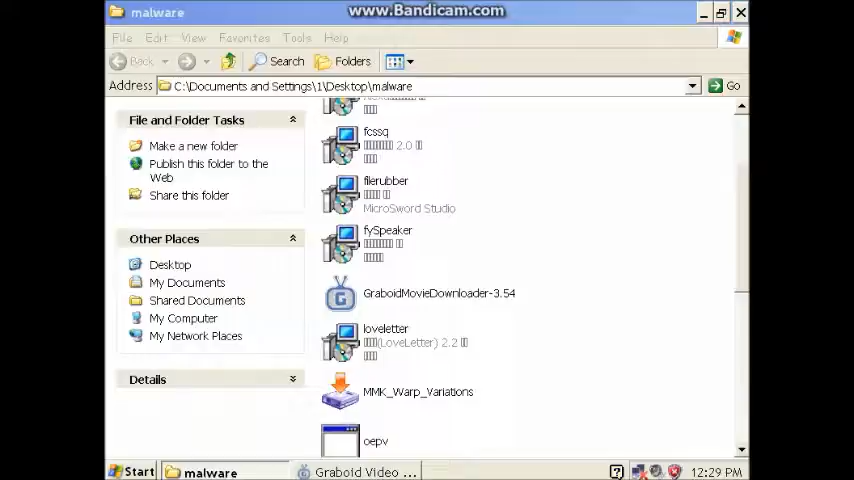 malware
www.Bandicam.com
File Edit View Favorites Tools Help
Back Search Folders
Address C:\Documents and Settings\1\Desktop\malware Go
File and Folder Tasks
Make a new folder
Publish this folder to the
Web
Share this folder
Other Places
Desktop
My Documents
Shared Documents
My Computer
My Network Places
Details
fcssq
2.0
filerubber
MicroSword Studio
fySpeaker
GraboidMovieDownloader-3.54
loveletter
(LoveLetter) 2.2
MMK_Warp_Variations
oepv
Start malware Graboid Video ... 12:29 PM